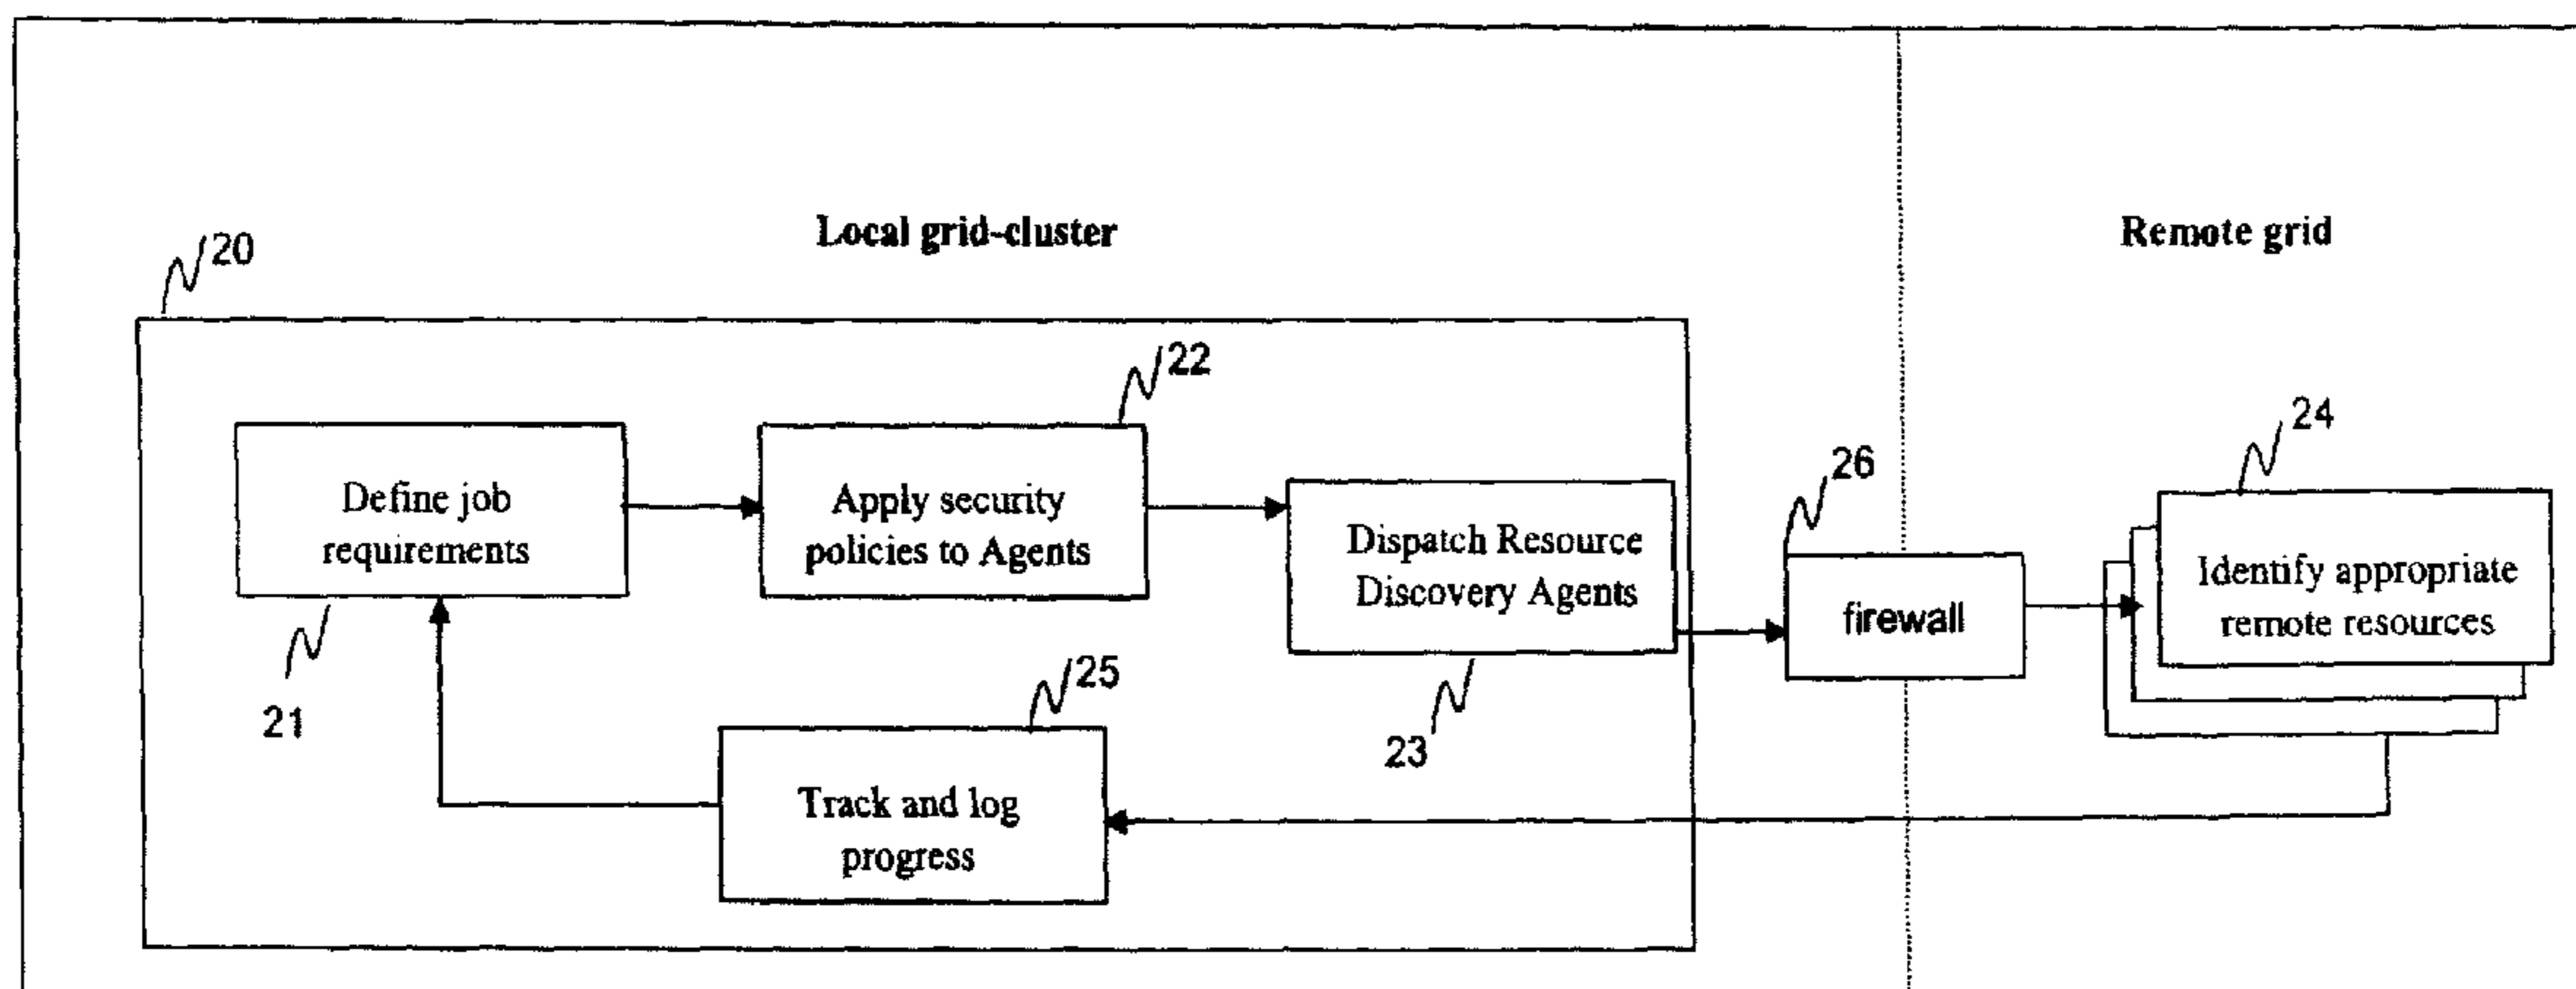 Local grid-cluster
Remote grid
20
22
24
26
Define job
requirements
Apply security
policies to Agents
Dispatch Resource
Discovery Agents
firewall
Identify appropriate
remote resources
21
25
23
Track and log
progress